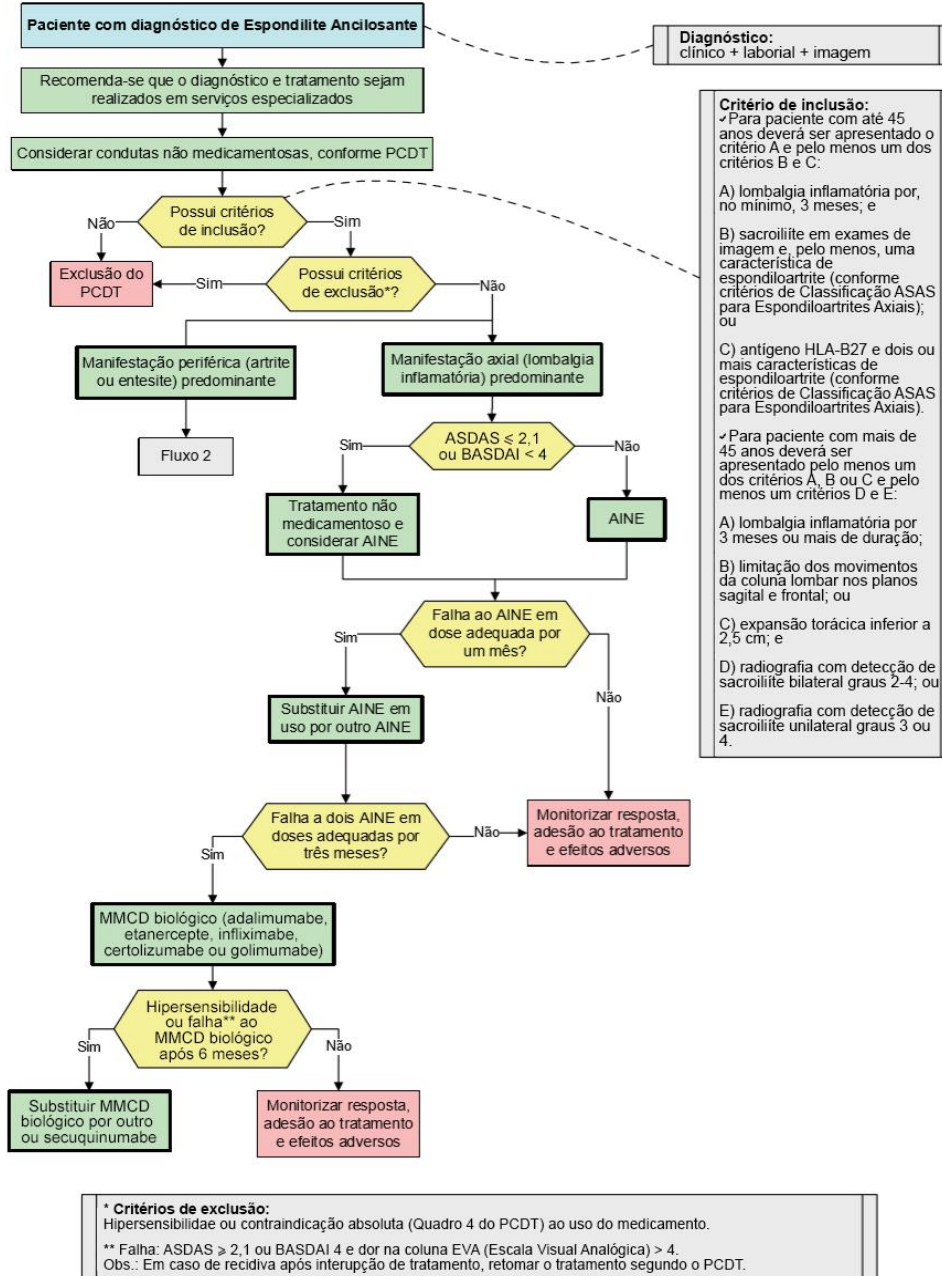 Paciente com diagnóstico de Espondilite Ancilosante
Diagnóstico:
clínico + laborial + imagem
Recomenda-se que o diagnóstico e tratamento sejam
realizados em serviços especializados
Considerar condutas não medicamentosas, conforme PCDT
Possui critérios
de inclusão?
Não
Sim
Exclusão do
PCDT
Sim
Possui critérios
de exclusão*?
Não
Manifestação periférica (artrite
ou entesite) predominante
Manifestação axial (lombalgia
inflamatória) predominante
Fluxo 2
Sim
ASDAS ⩽ 2,1
ou BASDAI < 4
Não
Tratamento não
medicamentoso e
considerar AINE
AINE
Sim
Falha ao AINE em
dose adequada por
um mês?
Não
Substituir AINE em
uso por outro AINE
Falha a dois AINE em
doses adequadas por
três meses?
Sim
Não
Monitorizar resposta,
adesão ao tratamento
e efeitos adversos
MMCD biológico (adalimumabe,
etanercepte, infliximabe,
certolizumabe ou golimumabe)
Hipersensibilidade
ou falha** ao
MMCD biológico
após 6 meses?
Sim
Não
Substituir MMCD
biológico por outro
ou secuquinumabe
Monitorizar resposta,
adesão ao tratamento
e efeitos adversos
Critério de inclusão:
✓Para paciente com até 45
anos deverá ser apresentado o
critério A e pelo menos um dos
critérios B e C:
A) lombalgia inflamatória por,
no mínimo, 3 meses; e
B) sacroiliíte em exames de
imagem e, pelo menos, uma
característica de
espondiloartrite (conforme
critérios de Classificação ASAS
para Espondiloartrites Axiais);
ou
C) antígeno HLA-B27 e dois ou
mais características de
espondiloartrite (conforme
critérios de Classificação ASAS
para Espondiloartrites Axiais).
✓Para paciente com mais de
45 anos deverá ser
apresentado pelo menos um
dos critérios A, B ou C e pelo
menos um critérios D e E:
A) lombalgia inflamatória por
3 meses ou mais de duração;
B) limitação dos movimentos
da coluna lombar nos planos
sagital e frontal; ou
C) expansão torácica inferior a
2,5 cm; e
D) radiografia com detecção de
sacroiliíte bilateral graus 2-4; ou
E) radiografia com detecção de
sacroiliíte unilateral graus 3 ou
4.
* Critérios de exclusão:
Hipersensibilidae ou contraindicação absoluta (Quadro 4 do PCDT) ao uso do medicamento.
** Falha: ASDAS ⩾ 2,1 ou BASDAI 4 e dor na coluna EVA (Escala Visual Analógica) > 4.
Obs.: Em caso de recidiva após interupção de tratamento, retomar o tratamento segundo o PCDT.